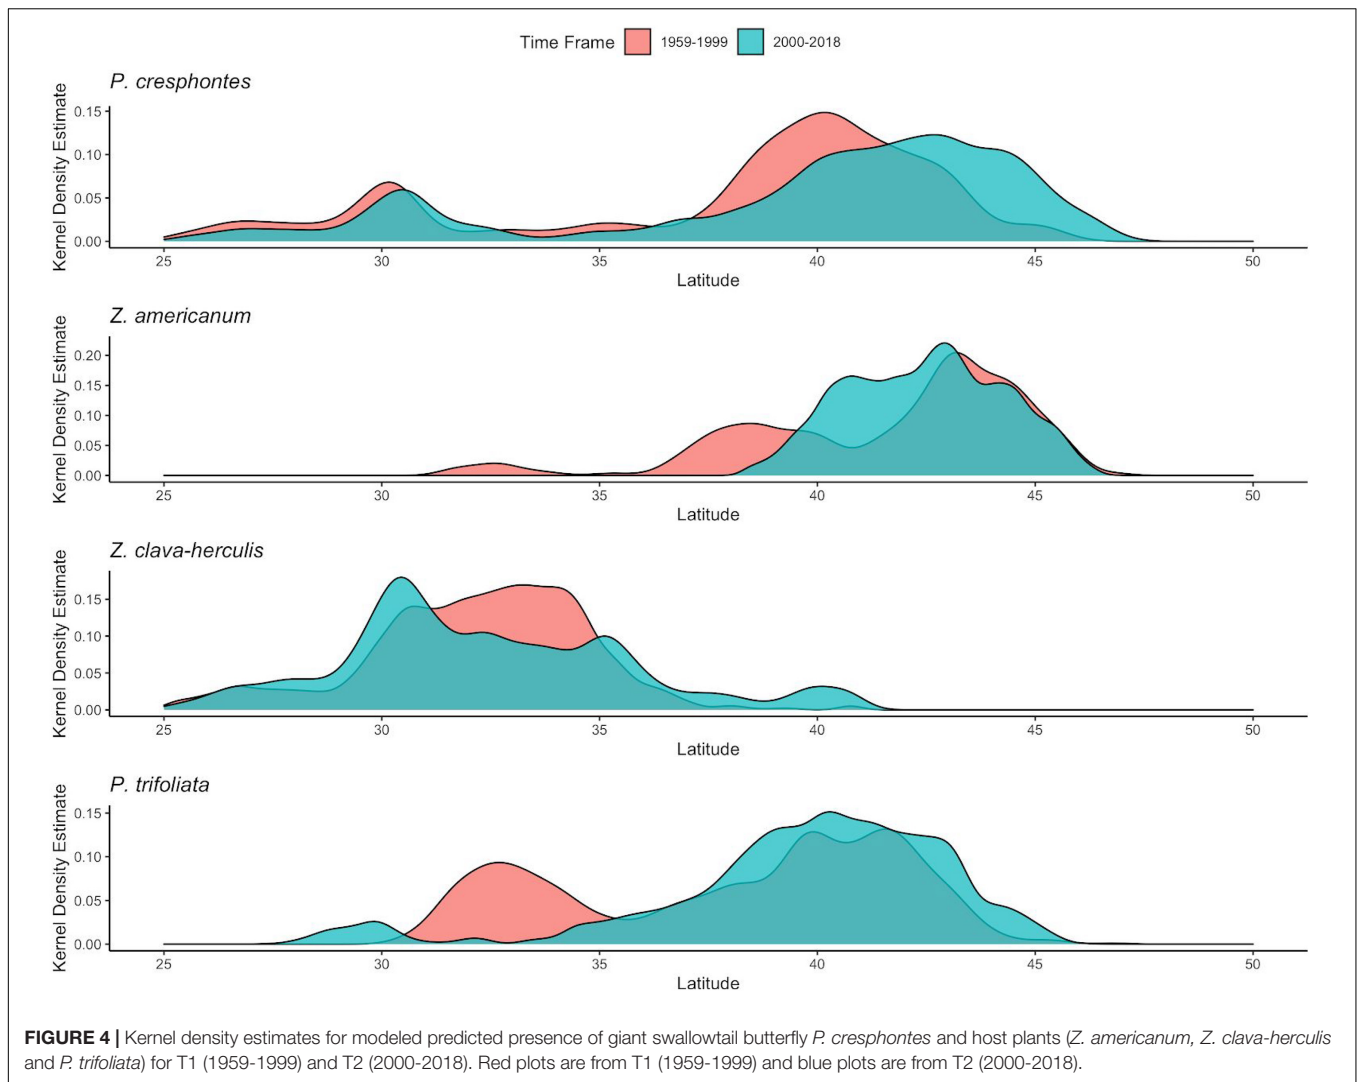 Time Frame 1959-1999 2000-2018
P. cresphontes
Kernel Density Estimate
0.15
0.10
0.05
0.00
25 30 35 40 45 50
Latitude
Z. americanum
Kernel Density Estimate
0.20
0.15
0.10
0.05
0.00
25 30 35 40 45 50
Latitude
Z. clava-herculis
Kernel Density Estimate
0.15
0.10
0.05
0.00
25 30 35 40 45 50
Latitude
P. trifoliata
Kernel Density Estimate
0.15
0.10
0.05
0.00
25 30 35 40 45 50
Latitude
FIGURE 4 | Kernel density estimates for modeled predicted presence of giant swallowtail butterfly P. cresphontes and host plants (Z. americanum, Z. clava-herculis
and P. trifoliata) for T1 (1959-1999) and T2 (2000-2018). Red plots are from T1 (1959-1999) and blue plots are from T2 (2000-2018).